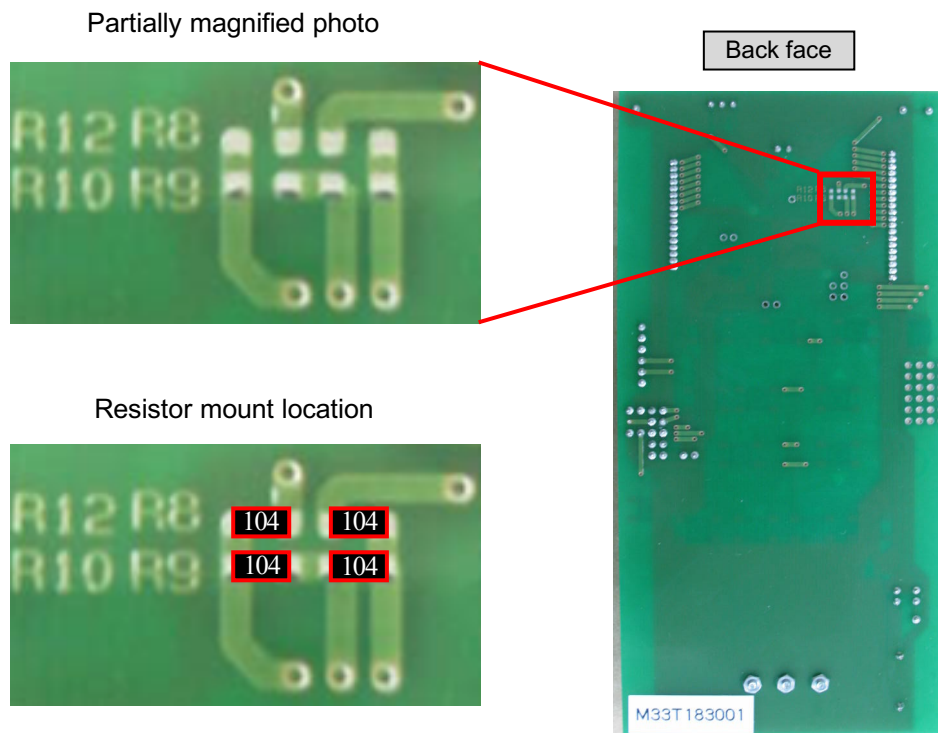 Partially magnified photo
Back face
R12 R8
R10 R9
Resistor mount location
R12 R8
104 104
R10 R9
104 104
M33T183001